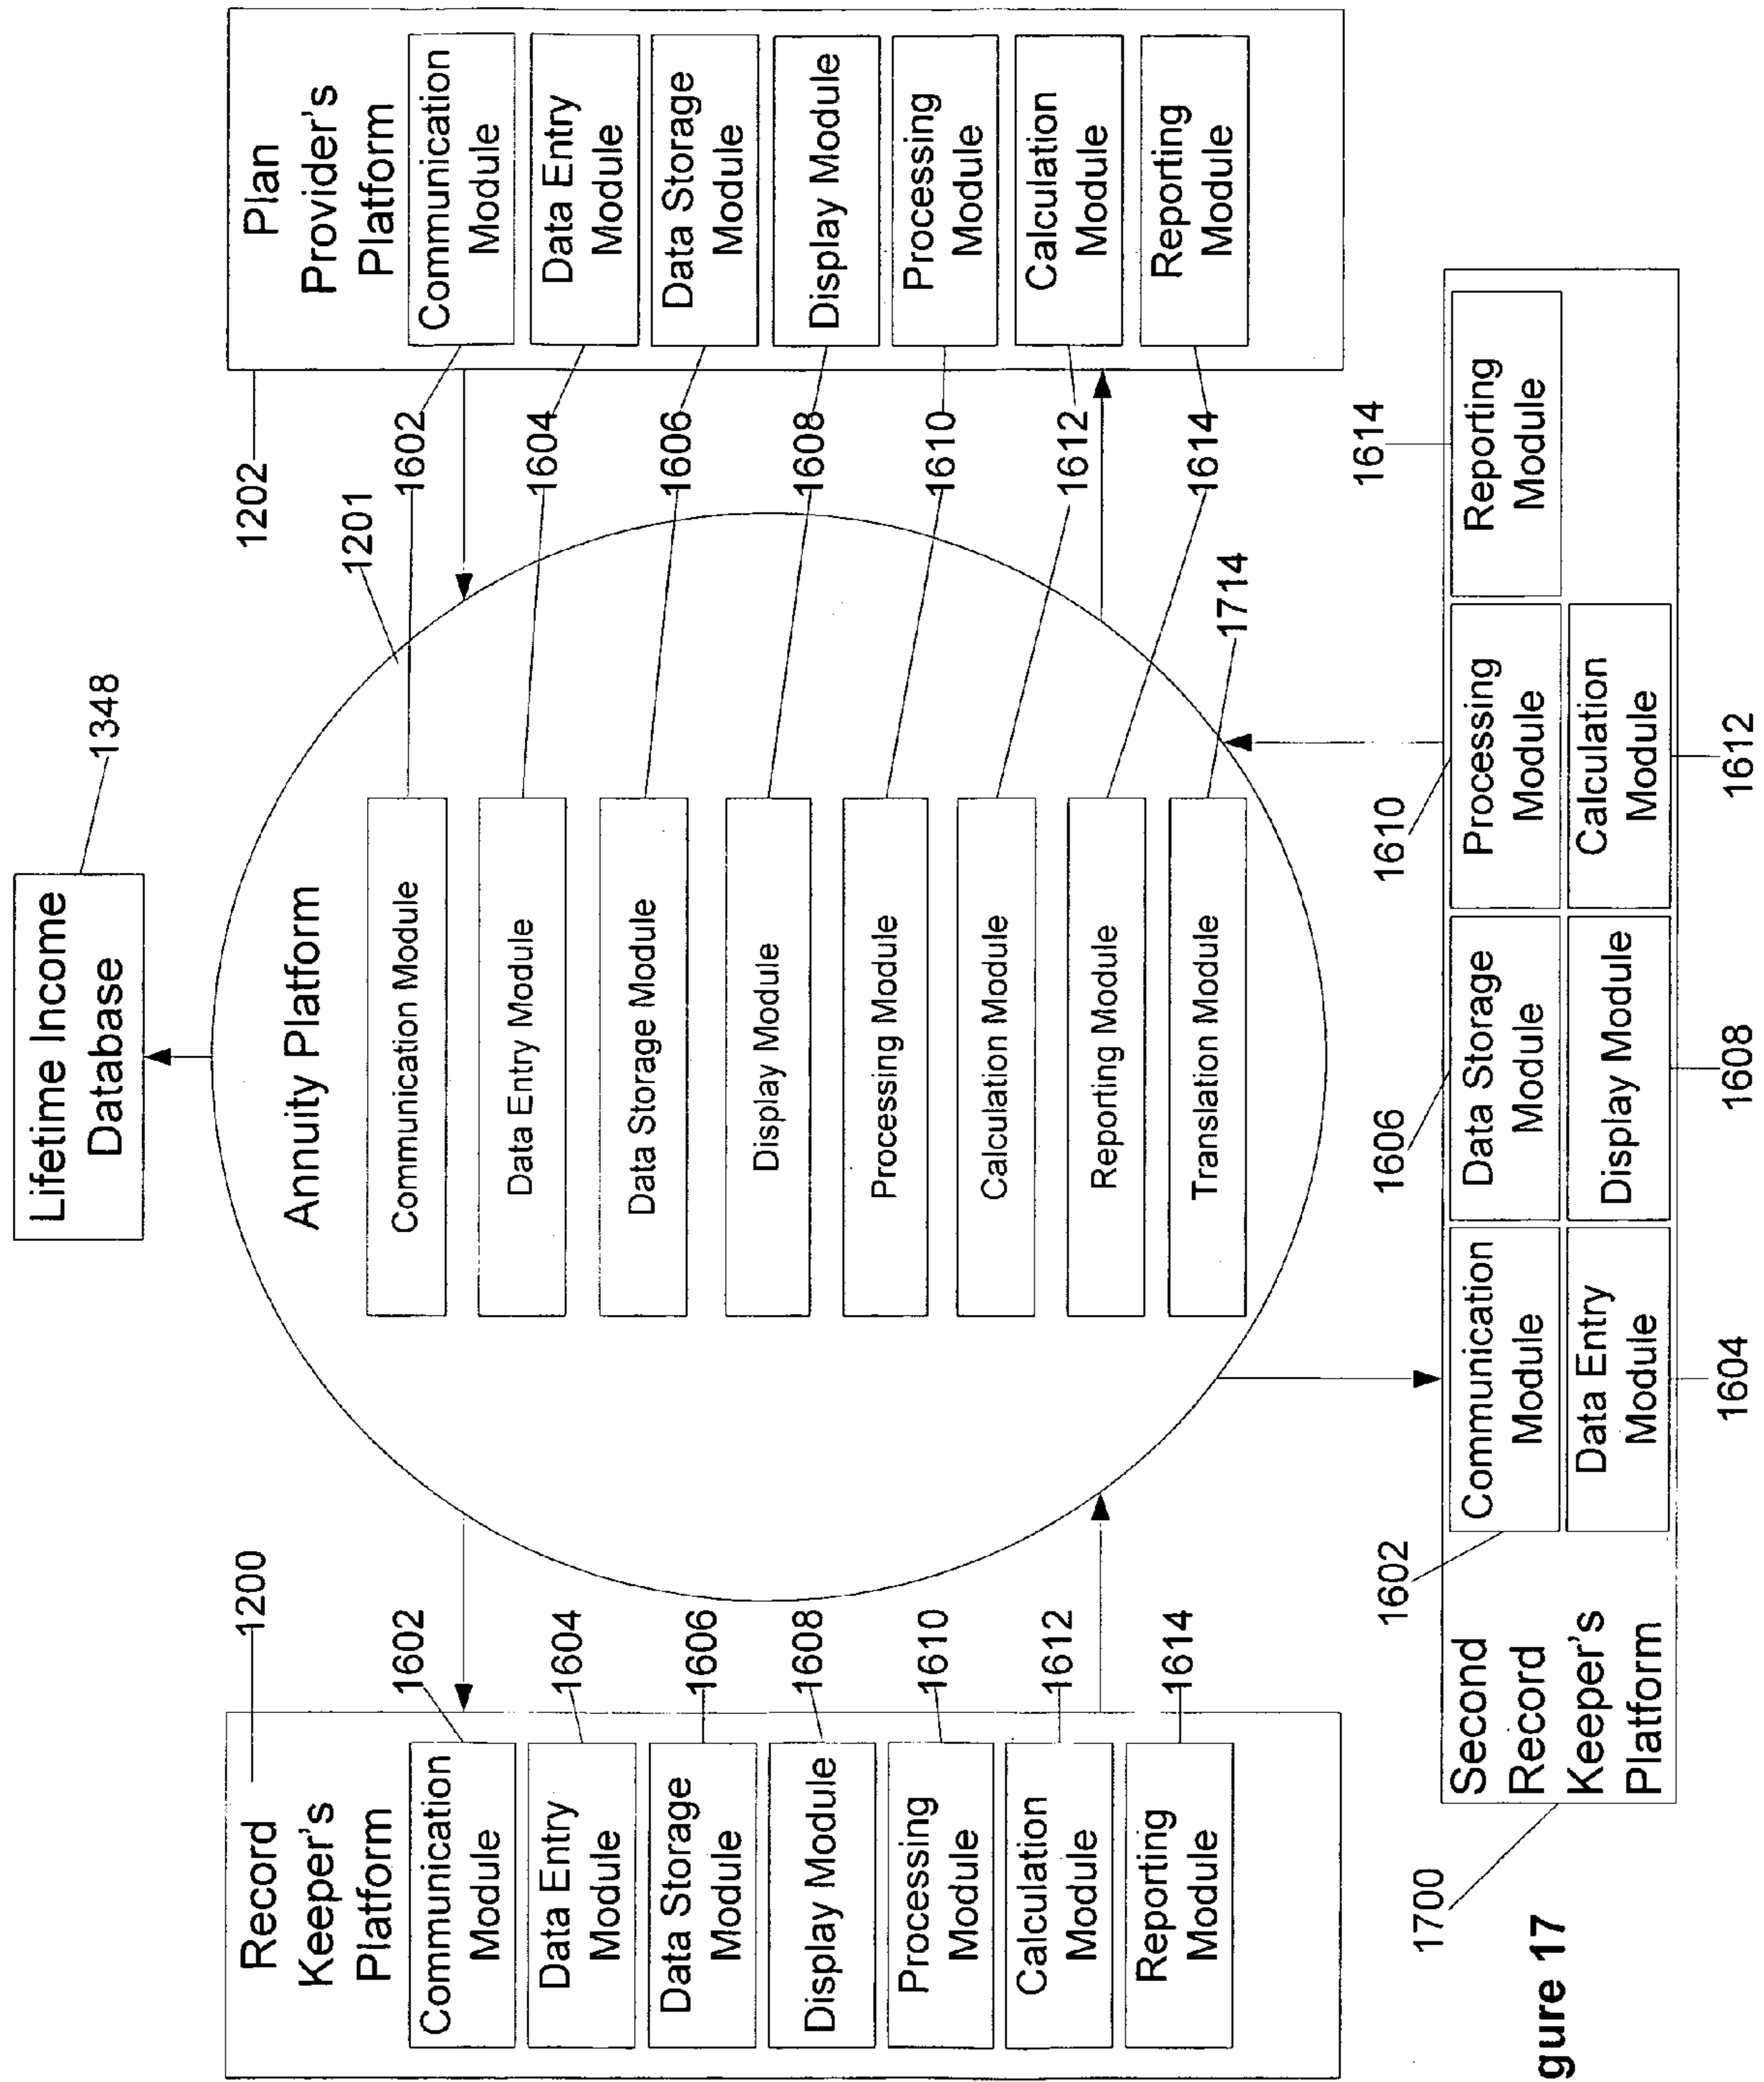 Lifetime Income
Database
1348
Record
Keeper's
Platform
1200
Communication
Module
1602
Data Entry
Module
1604
Data Storage
Module
1606
Display Module
1608
Processing
Module
1610
Calculation
Module
1612
Reporting
Module
1614
Annuity Platform
1201
Communication Module
Data Entry Module
Data Storage Module
Display Module
Processing Module
Calculation Module
Reporting Module
Translation Module
1602
1604
1606
1608
1610
1612
1614
1714
Plan
Provider's
Platform
1202
Communication
Module
Data Entry
Module
Data Storage
Module
Display Module
Processing
Module
Calculation
Module
Reporting
Module
Second
Record
Keeper's
Platform
1700
1602
Communication
Module
Data Entry
Module
1604
1606
Data Storage
Module
Display Module
1608
1610
Processing
Module
Calculation
Module
1612
1614
Reporting
Module
gure 17